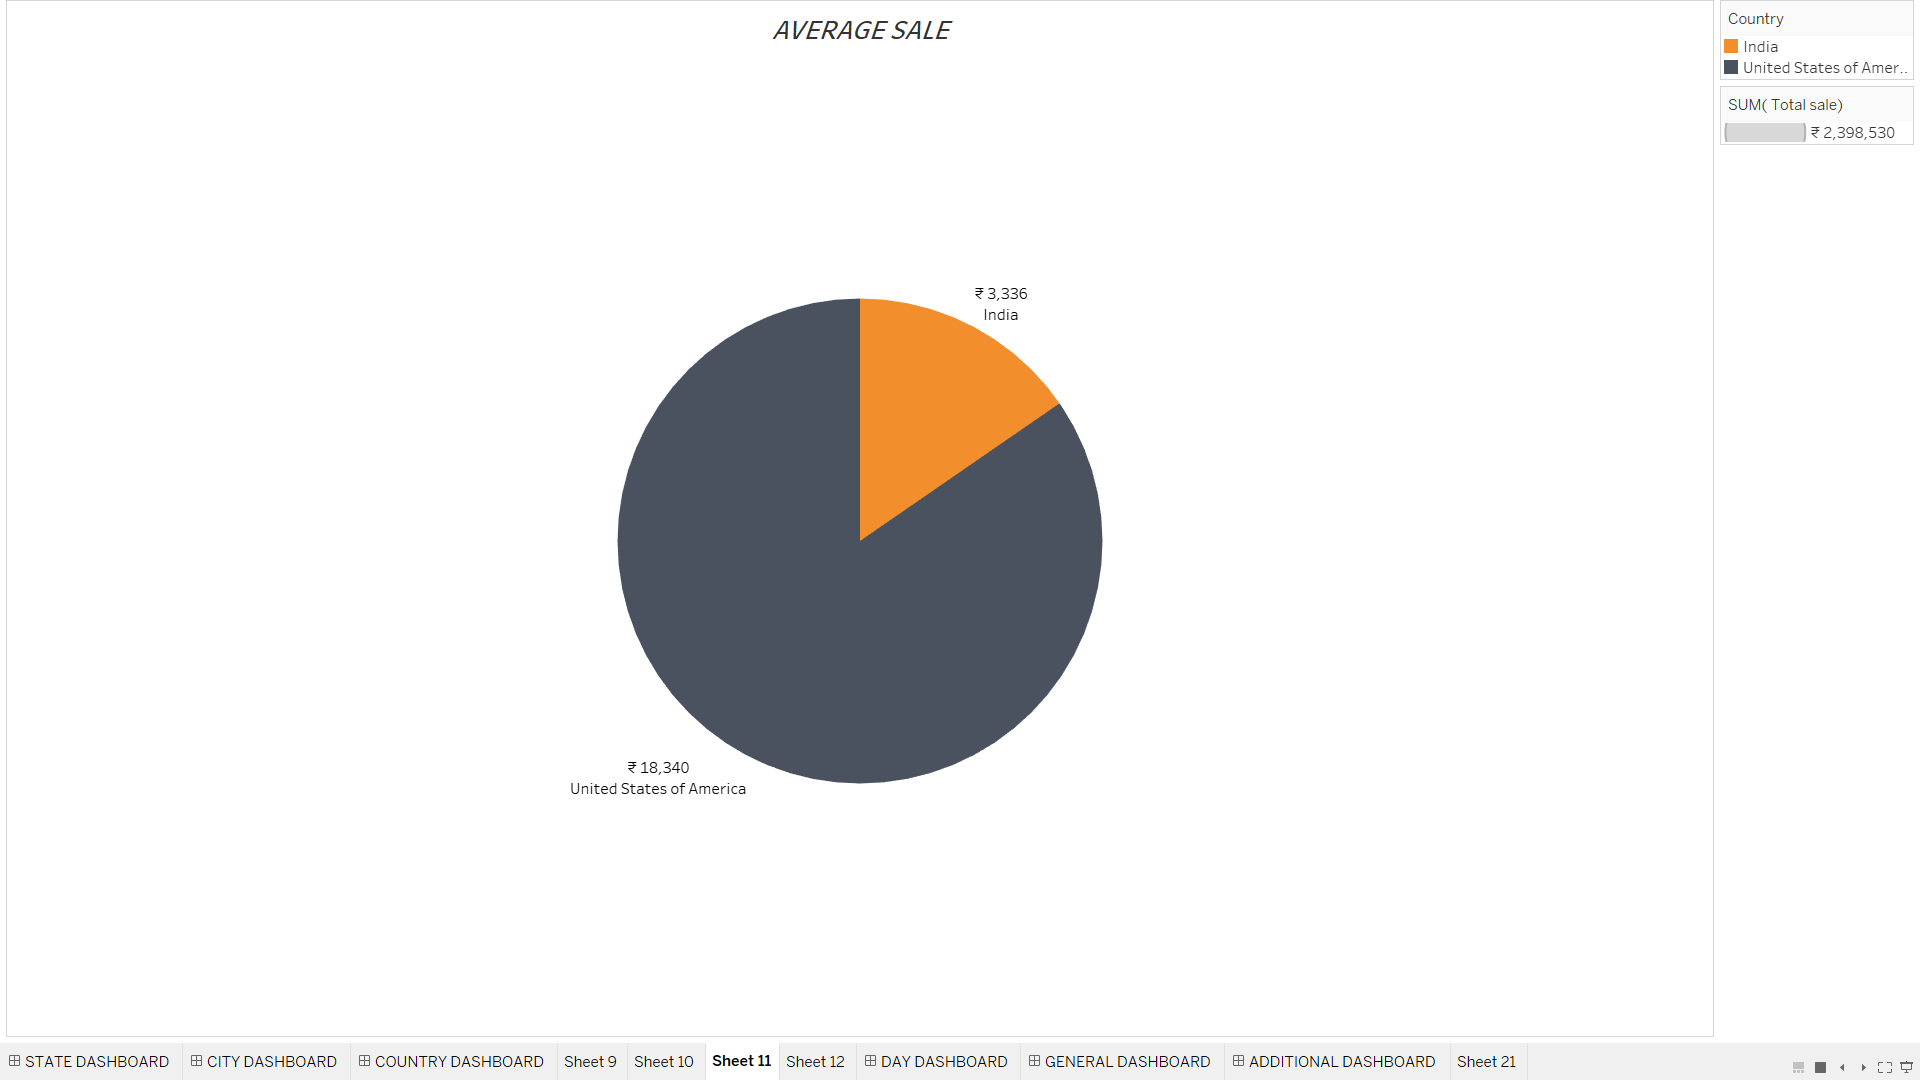 AVERAGE SALE
Country
India
United States of Amer..
SUM( Total sale)
₹ 2,398,530
₹ 3,336
India
₹ 18,340
United States of America
STATE DASHBOARD CITY DASHBOARD COUNTRY DASHBOARD Sheet 9 Sheet 10 Sheet 11 Sheet 12 DAY DASHBOARD GENERAL DASHBOARD ADDITIONAL DASHBOARD Sheet 21